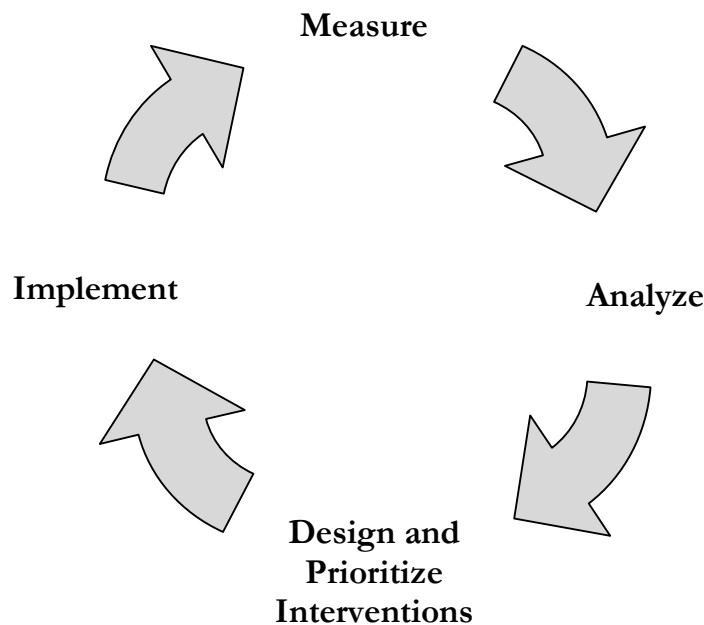 Measure
Analyze
Design and
Prioritize
Interventions
Implement